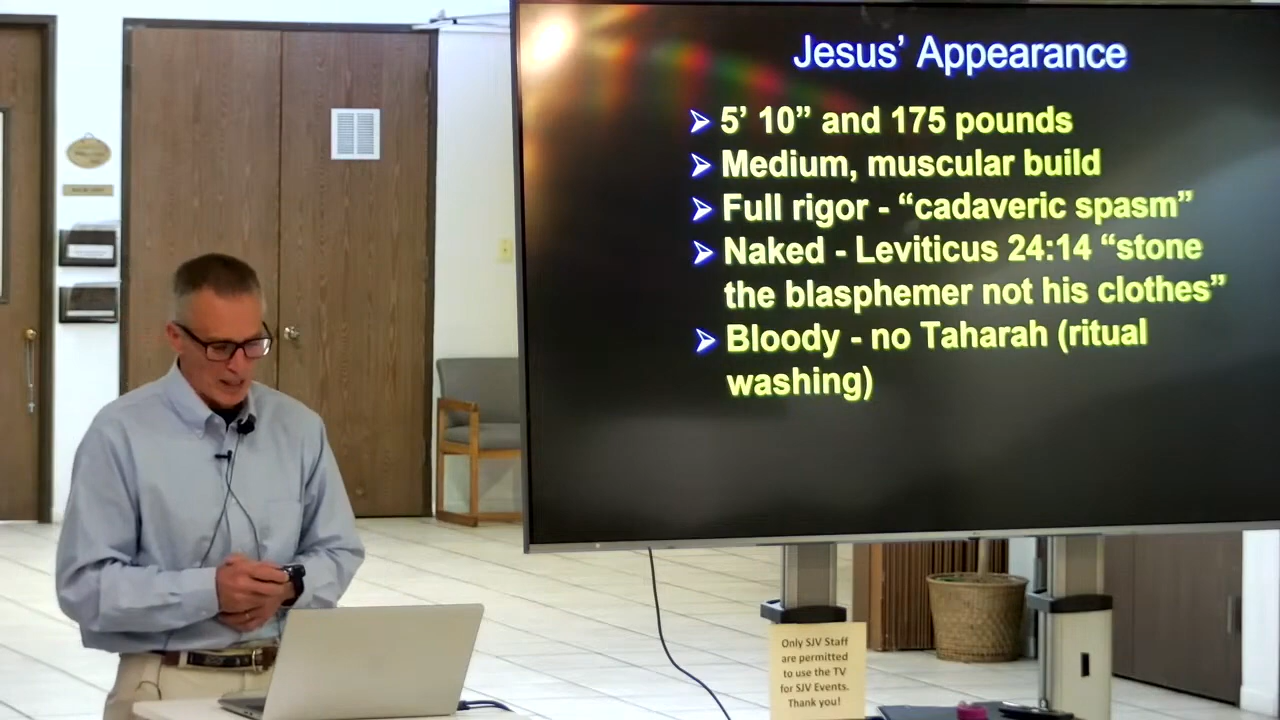 Jesus’ Appearance
5’ 10” and 175 pounds
Medium, muscular build
Full rigor - “cadaveric spasm”
Naked - Leviticus 24:14 “stone
the blasphemer not his clothes”
Bloody - no Taharah (ritual
washing)
Only SJV Staff
are permitted
to use the TV
for SJV Events.
Thank you!